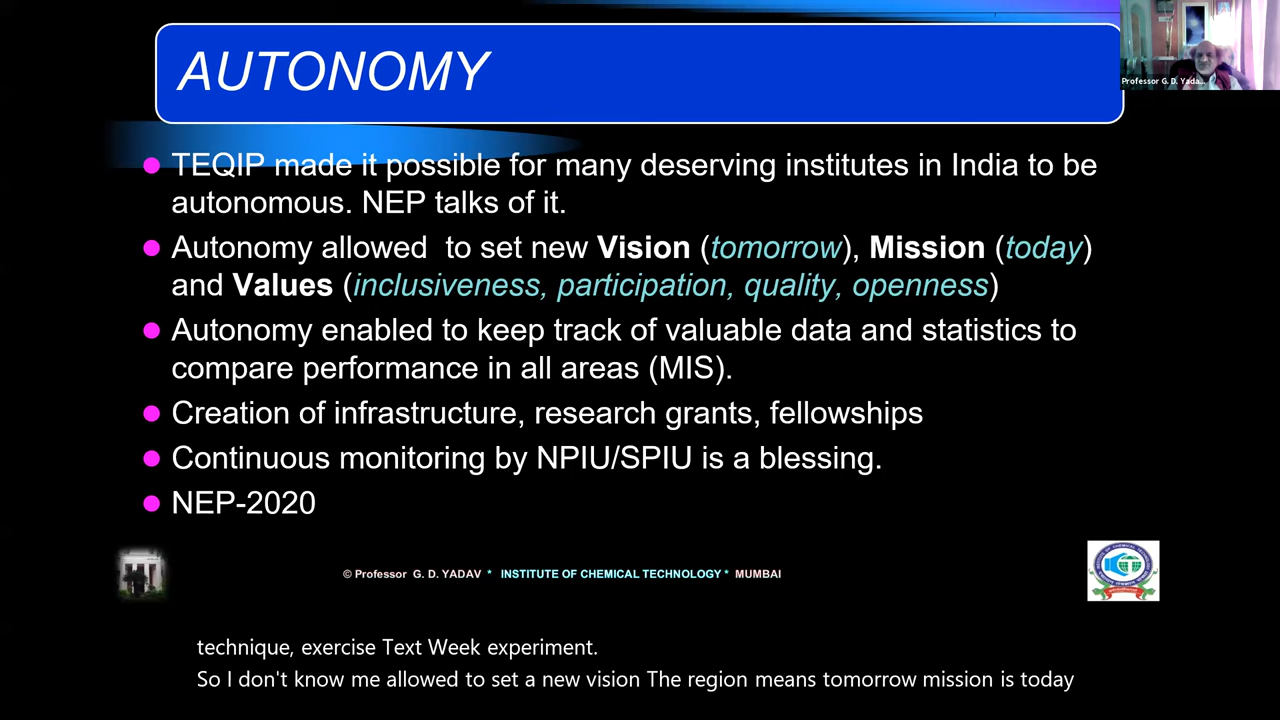 AUTONOMY
Professor G. D. Yada...
TEQIP made it possible for many deserving institutes in India to be
autonomous. NEP talks of it.
Autonomy allowed to set new Vision (tomorrow), Mission (today)
and Values (inclusiveness, participation, quality, openness)
Autonomy enabled to keep track of valuable data and statistics to
compare performance in all areas (MIS).
Creation of infrastructure, research grants, fellowships
Continuous monitoring by NPIU/SPIU is a blessing.
NEP-2020
© Professor G. D. YADAV * INSTITUTE OF CHEMICAL TECHNOLOGY * MUMBAI
technique, exercise Text Week experiment.
So I don't know me allowed to set a new vision The region means tomorrow mission is today